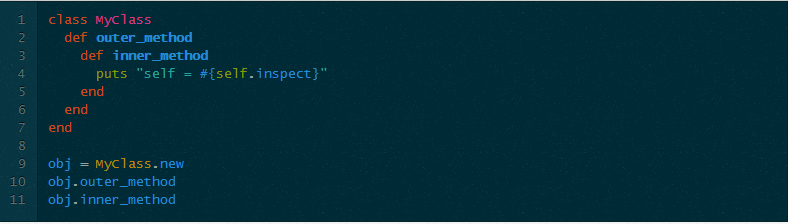 1 class MyClass
2   def outer_method
3     def inner_method
4       puts "self = #{self.inspect}"
5     end
6   end
7 end
8
9 obj = MyClass.new
10 obj.outer_method
11 obj.inner_method